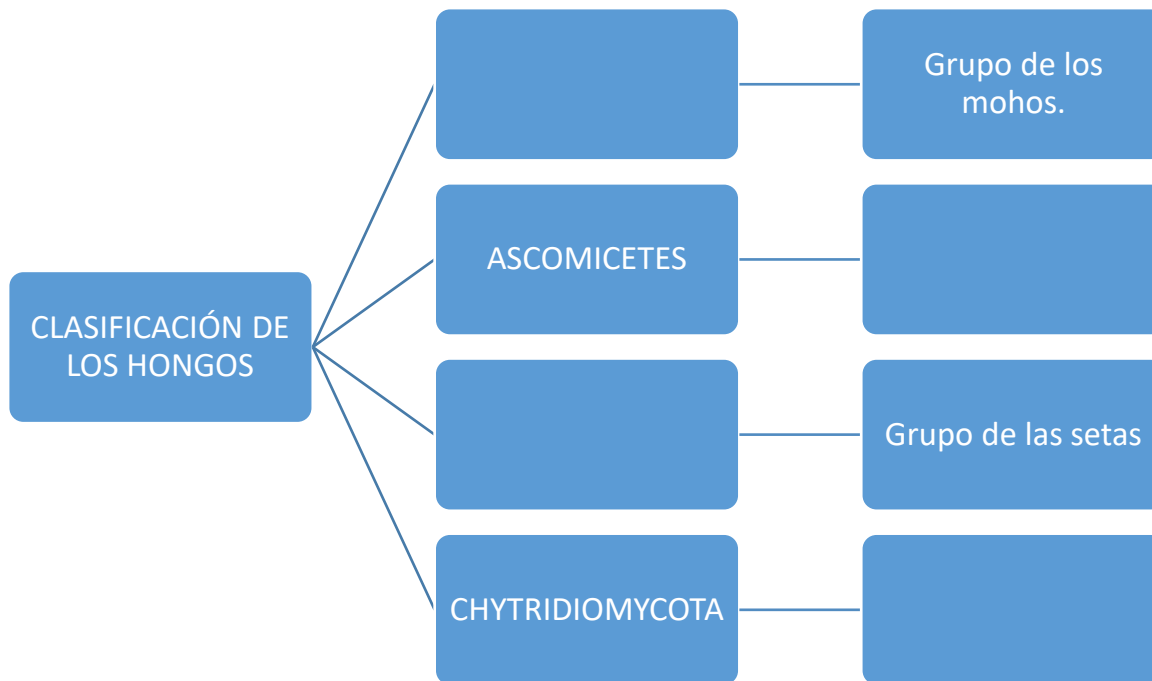 CLASIFICACIÓN DE
LOS HONGOS
Grupo de los
mohos.
ASCOMICETES
Grupo de las setas
CHYTRIDIOMYCOTA